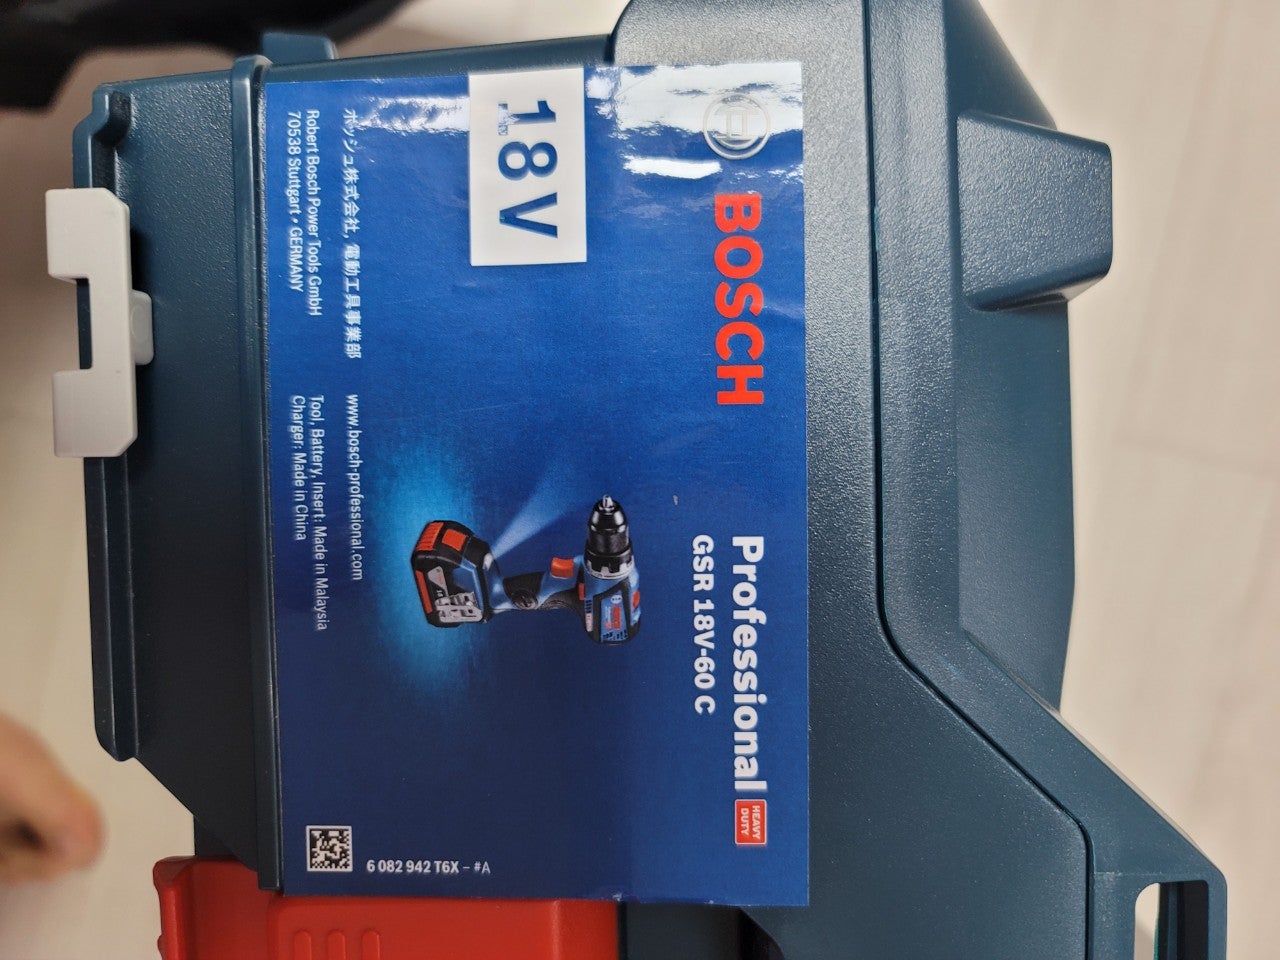 BOSCH
Professional HEAVY DUTY
GSR 18V-60 C
18V
ボッシュ株式会社, 電動工具事業部
www.bosch-professional.com
Robert Bosch Power Tools GmbH
70538 Stuttgart • GERMANY
Tool, Battery, Insert: Made in Malaysia
Charger: Made in China
6 082 942 T6X – #A